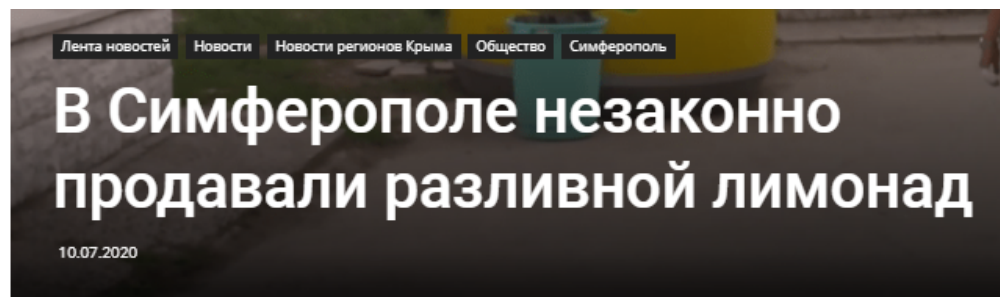 Лента новостей Новости Новости регионов Крыма Общество Симферополь
В Симферополе незаконно
продавали разливной лимонад
10.07.2020